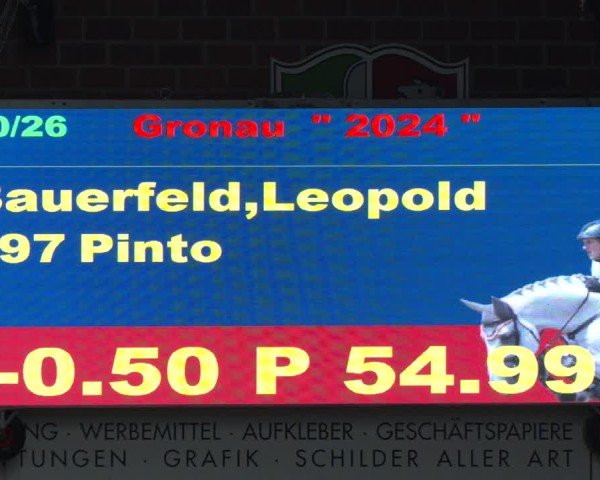 0/26 Gronau " 2024 "
Bauerfeld,Leopold
97 Pinto
-0.50 P 54.99
NG · WERBEMITTEL · AUFKLEBER · GESCHÄFTSPAPIERE
TUNGEN · GRAFIK · SCHILDER ALLER ART